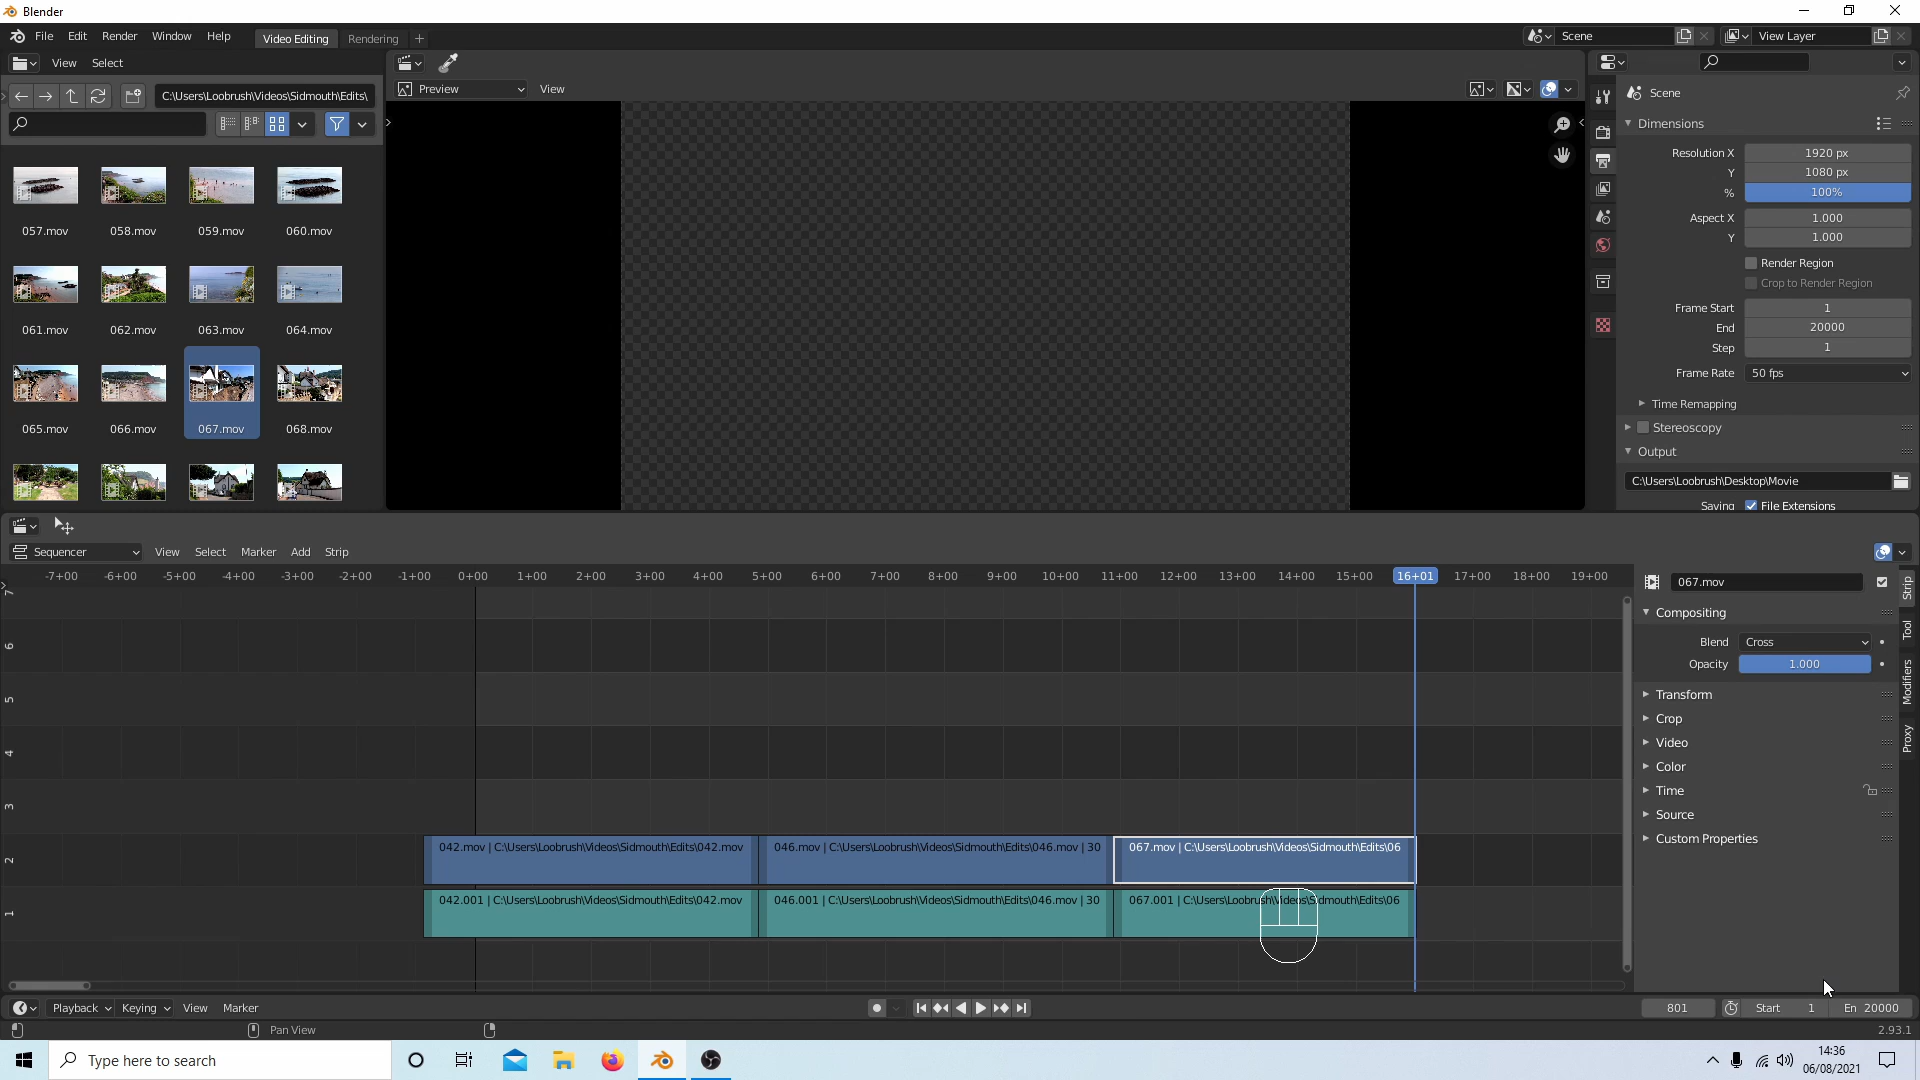 Blender
File Edit Render Window Help Video Editing Rendering + Scene View Layer
View Select
C:\Users\Loobrush\Videos\Sidmouth\Edits\
Preview View
057.mov 058.mov 059.mov 060.mov
061.mov 062.mov 063.mov 064.mov
065.mov 066.mov 067.mov 068.mov
Scene
Dimensions
Resolution X 1920 px
Y 1080 px
% 100%
Aspect X 1.000
Y 1.000
Render Region
Crop to Render Region
Frame Start 1
End 20000
Step 1
Frame Rate 50 fps
Time Remapping
Stereoscopy
Output
C:\Users\Loobrush\Desktop\Movie
Saving File Extensions
Sequencer View Select Marker Add Strip
-7+00 -6+00 -5+00 -4+00 -3+00 -2+00 -1+00 0+00 1+00 2+00 3+00 4+00 5+00 6+00 7+00 8+00 9+00 10+00 11+00 12+00 13+00 14+00 15+00 16+01 17+00 18+00 19+00
7
6
5
4
3
2
1
042.mov | C:\Users\Loobrush\Videos\Sidmouth\Edits\042.mov
046.mov | C:\Users\Loobrush\Videos\Sidmouth\Edits\046.mov | 30
067.mov | C:\Users\Loobrush\Videos\Sidmouth\Edits\06
042.001 | C:\Users\Loobrush\Videos\Sidmouth\Edits\042.mov
046.001 | C:\Users\Loobrush\Videos\Sidmouth\Edits\046.mov | 30
067.001 | C:\Users\Loobrush\Videos\Sidmouth\Edits\06
067.mov
Compositing
Blend Cross
Opacity 1.000
Transform
Crop
Video
Color
Time
Source
Custom Properties
Strip
Tool
Modifiers
Proxy
Playback Keying View Marker 801 Start 1 En 20000
Pan View 2.93.1
Type here to search
14:36
06/08/2021